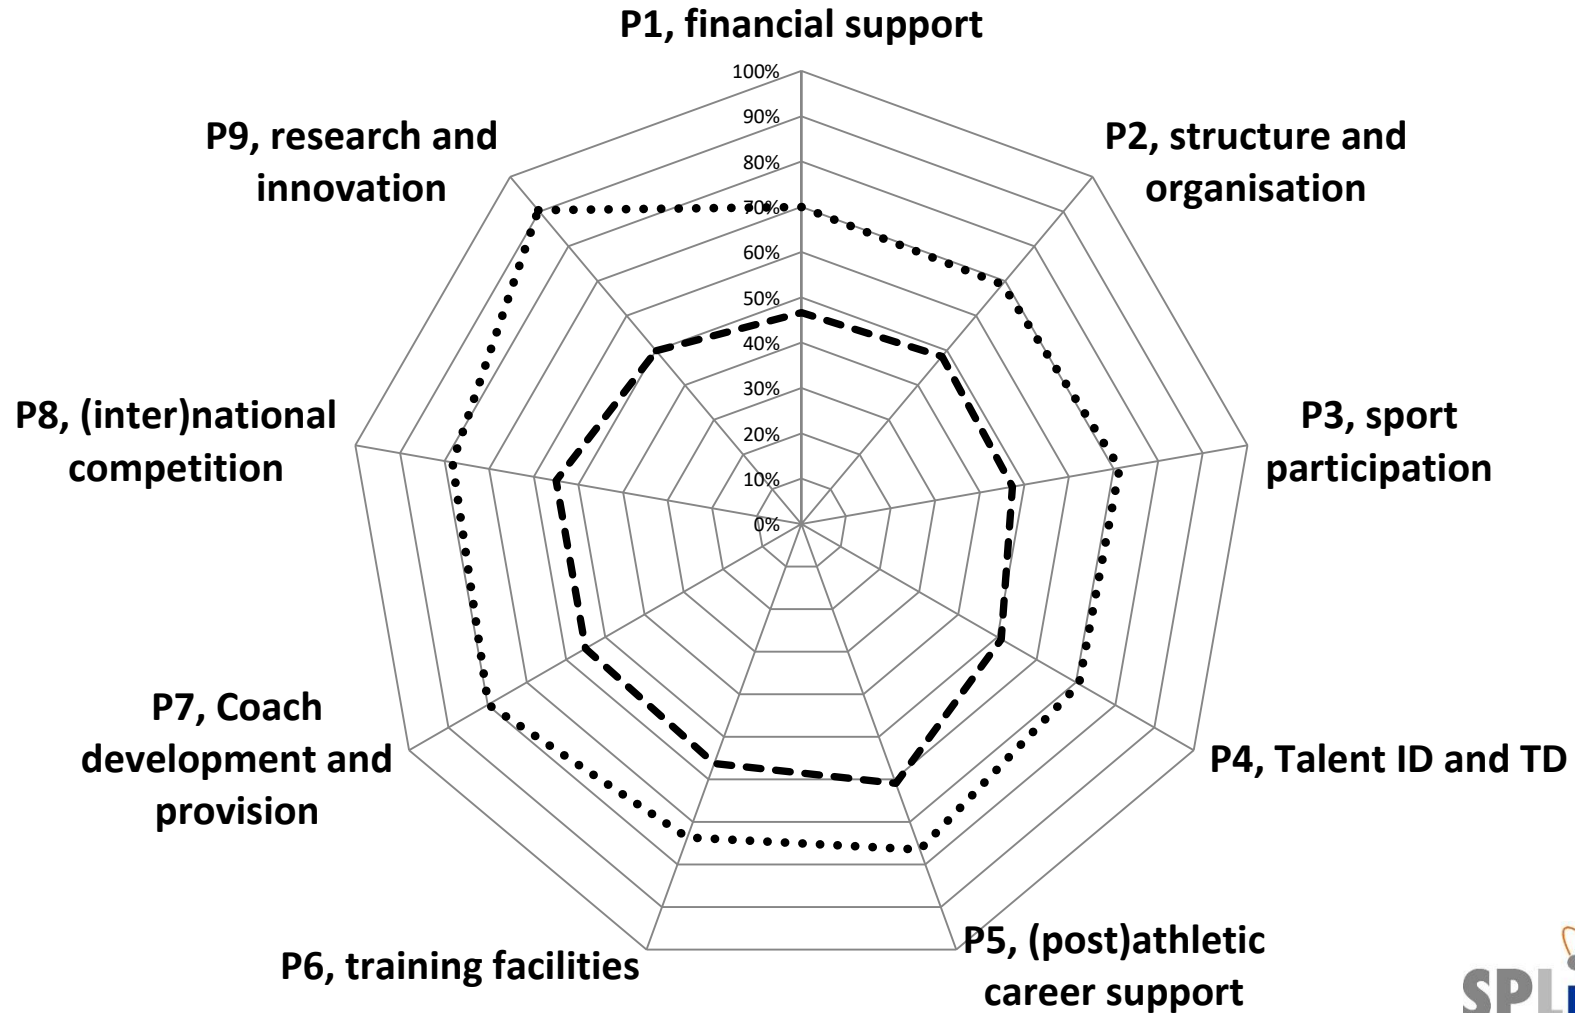 P1, financial support
100%
90%
80%
70%
60%
50%
40%
30%
20%
10%
0%
P2, structure and
organisation
P3, sport
participation
P4, Talent ID and TD
P5, (post)athletic
career support
P6, training facilities
P7, Coach
development and
provision
P8, (inter)national
competition
P9, research and
innovation